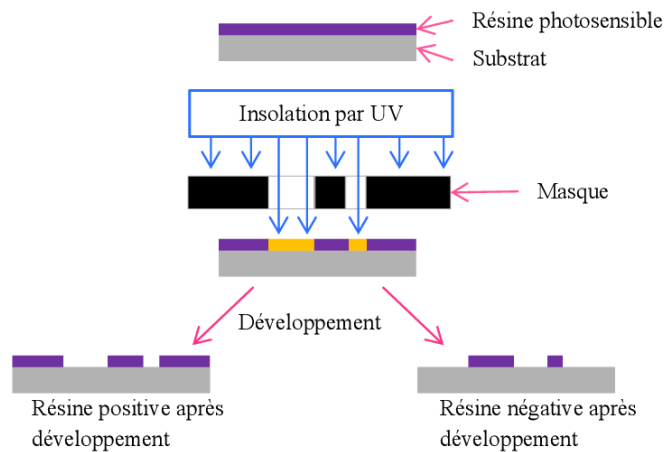 Résine photosensible
Substrat
Insolation par UV
Masque
Développement
Résine positive après
développement
Résine négative après
développement